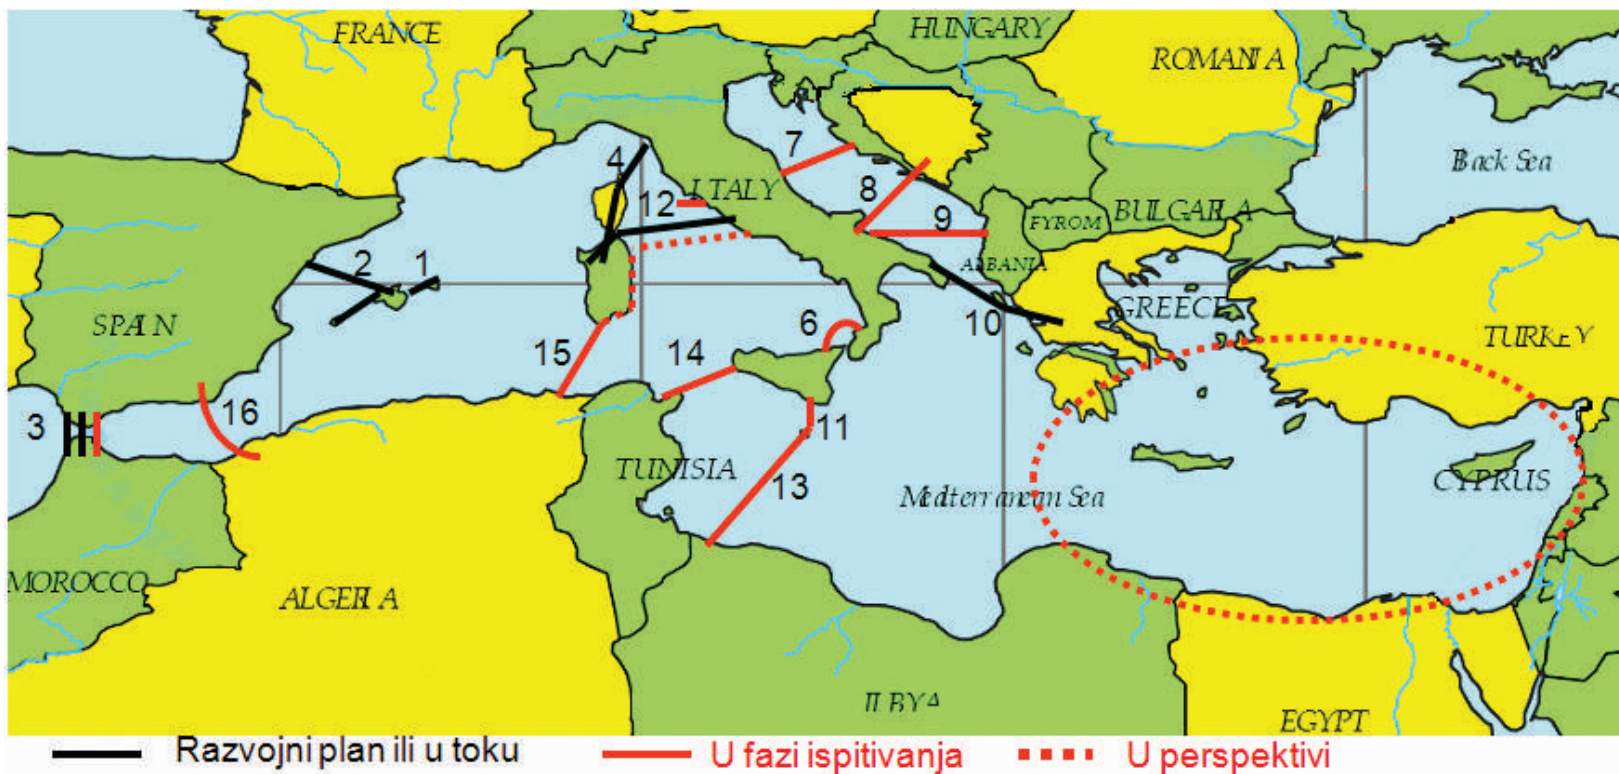 FRANCE
HUNGARY
ROMANIA
4
7
Black Sea
12
ITALY
8
9
FYROM
BULGARIA
2
1
ALBANIA
SPAIN
6
10
GREECE
TURKEY
15
14
3
16
11
TUNISIA
13
Mediterranean Sea
CYPRUS
MOROCCO
ALGERIA
LIBYA
EGYPT
Razvojni plan ili u toku
U fazi ispitivanja
U perspektivi